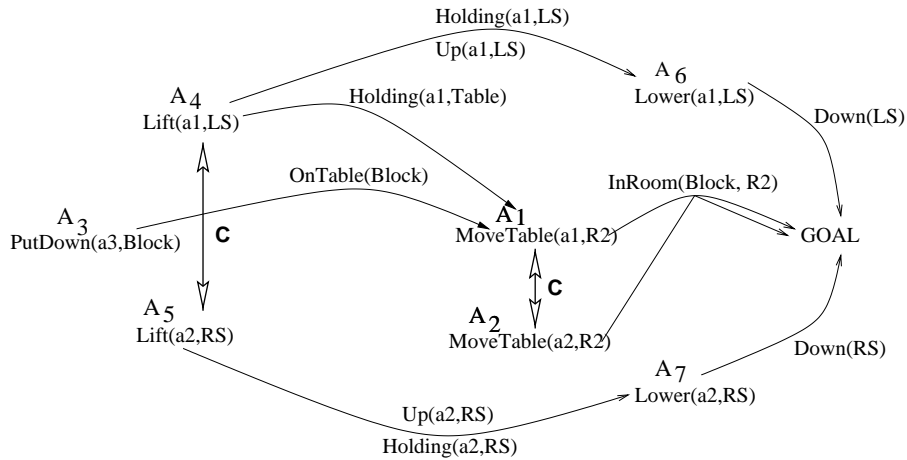 Holding(a1,LS)
Up(a1,LS)
A6
Lower(a1,LS)
A4
Lift(a1,LS)
Holding(a1,Table)
Down(LS)
OnTable(Block)
InRoom(Block, R2)
A3
PutDown(a3,Block)
A1
MoveTable(a1,R2)
GOAL
C
C
A5
Lift(a2,RS)
A2
MoveTable(a2,R2)
Down(RS)
A7
Lower(a2,RS)
Up(a2,RS)
Holding(a2,RS)